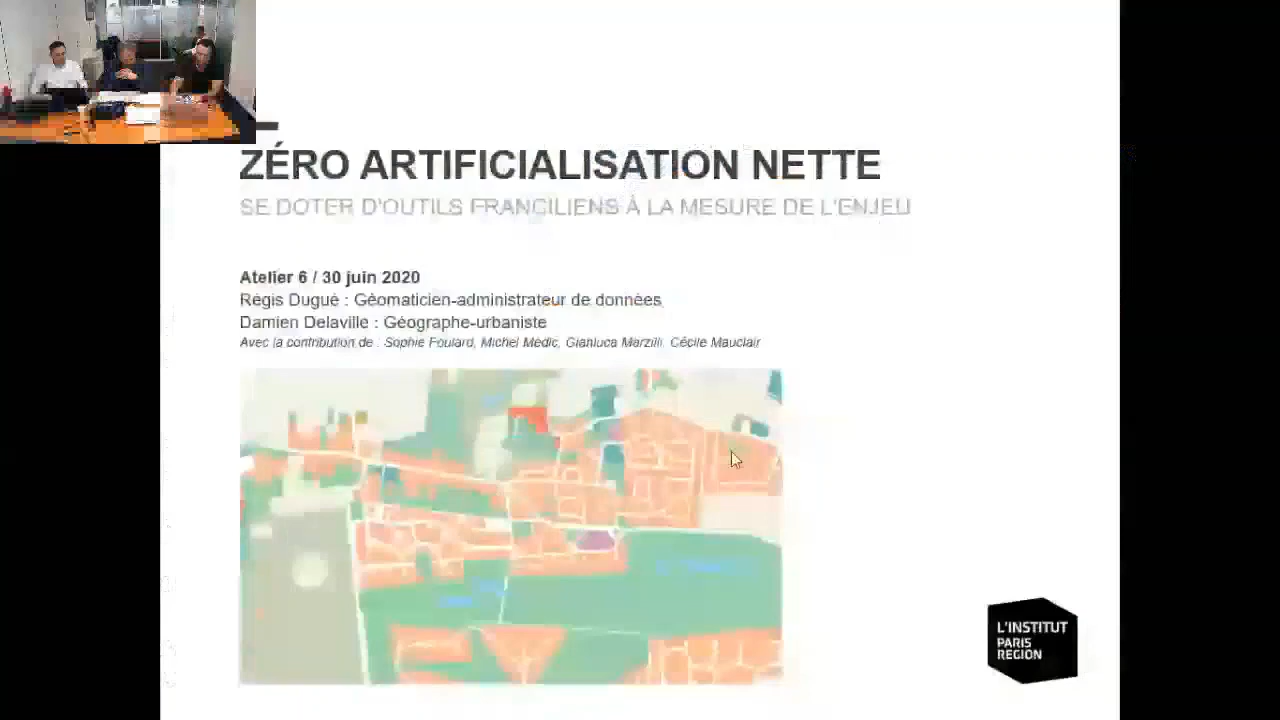 ZÉRO ARTIFICIALISATION NETTE
SE DOTER D'OUTILS FRANCILIENS À LA MESURE DE L'ENJEU
Atelier 6 / 30 juin 2020
Régis Dugué : Géomaticien-administrateur de données
Damien Delaville : Géographe-urbaniste
Avec la contribution de : Sophie Foulard, Michel Médic, Gianluca Marzilli, Cécile Mauclair
L'INSTITUT
PARIS
REGION